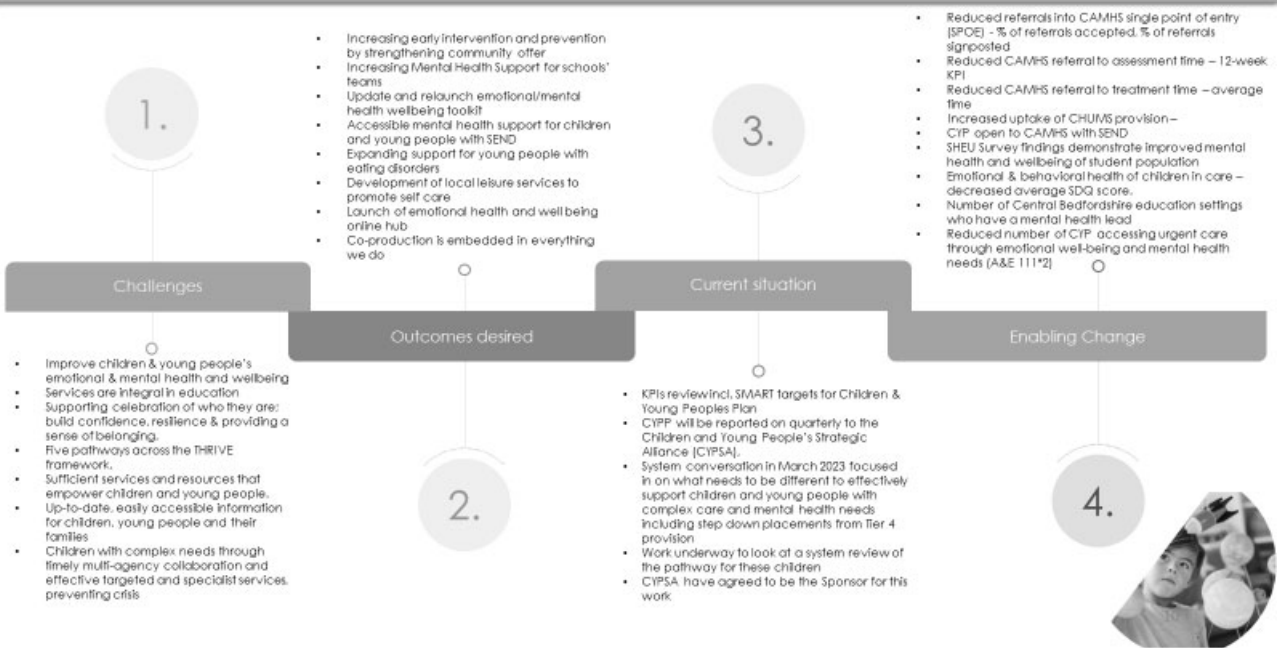 1.
Challenges
• Improve children & young people's
emotional & mental health and wellbeing
• Services are integral in education
• Supporting celebration of who they are:
build confidence, resilience & providing a
sense of belonging.
• Five pathways across the THRIVE
framework.
• Sufficient services and resources that
empower children and young people.
• Up-to-date, easily accessible information
for children, young people and their
families
• Children with complex needs through
timely multi-agency collaboration and
effective targeted and specialist services,
preventing crisis
• Increasing early intervention and prevention
by strengthening community offer
• Increasing Mental Health Support for schools'
teams
• Update and relaunch emotional/mental
health wellbeing toolkit
• Accessible mental health support for children
and young people with SEND
• Expanding support for young people with
eating disorders
• Development of local leisure services to
promote self care
• Launch of emotional health and well being
online hub
• Co-production is embedded in everything
we do
Outcomes desired
2.
3.
Current situation
• KPIs review incl. SMART targets for Children &
Young Peoples Plan
• CYPP will be reported on quarterly to the
Children and Young People's Strategic
Alliance (CYPSA).
• System conversation in March 2023 focused
in on what needs to be different to effectively
support children and young people with
complex care and mental health needs
including step down placements from Tier 4
provision
• Work underway to look at a system review of
the pathway for these children
• CYPSA have agreed to be the Sponsor for this
work
• Reduced referrals into CAMHS single point of entry
(SPOE) - % of referrals accepted, % of referrals
signposted
• Reduced CAMHS referral to assessment time – 12-week
KPI
• Reduced CAMHS referral to treatment time – average
time
• Increased uptake of CHUMS provision –
• CYP open to CAMHS with SEND
• SHEU Survey findings demonstrate improved mental
health and wellbeing of student population
• Emotional & behavioral health of children in care –
decreased average SDQ score.
• Number of Central Bedfordshire education settings
who have a mental health lead
• Reduced number of CYP accessing urgent care
through emotional well-being and mental health
needs (A&E 111*2)
Enabling Change
4.